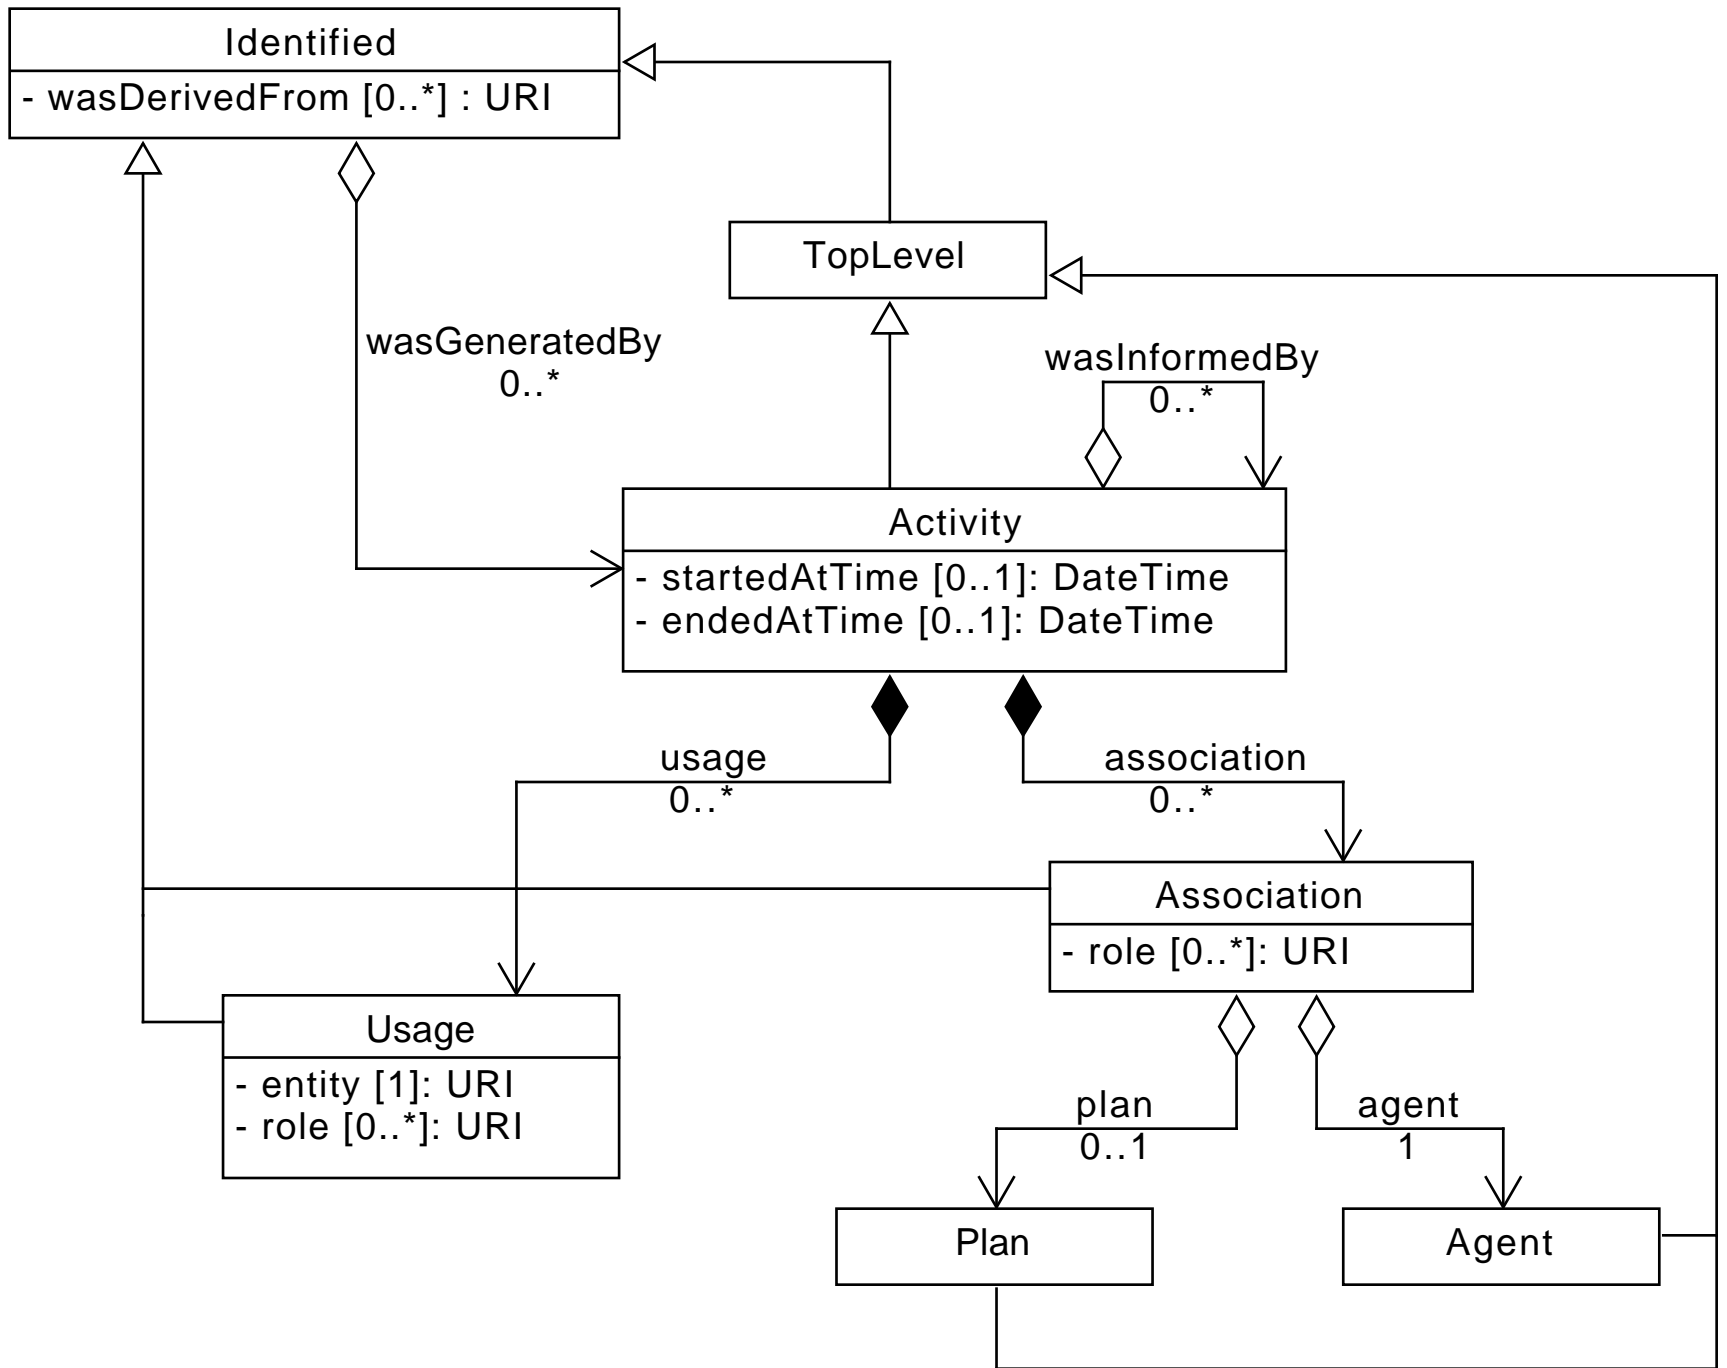 Identified
- wasDerivedFrom [0..*] : URI
TopLevel
wasGeneratedBy
0..*
wasInformedBy
0..*
Activity
- startedAtTime [0..1]: DateTime
- endedAtTime [0..1]: DateTime
usage
0..*
association
0..*
Association
- role [0..*]: URI
Usage
- entity [1]: URI
- role [0..*]: URI
plan
0..1
agent
1
Plan
Agent